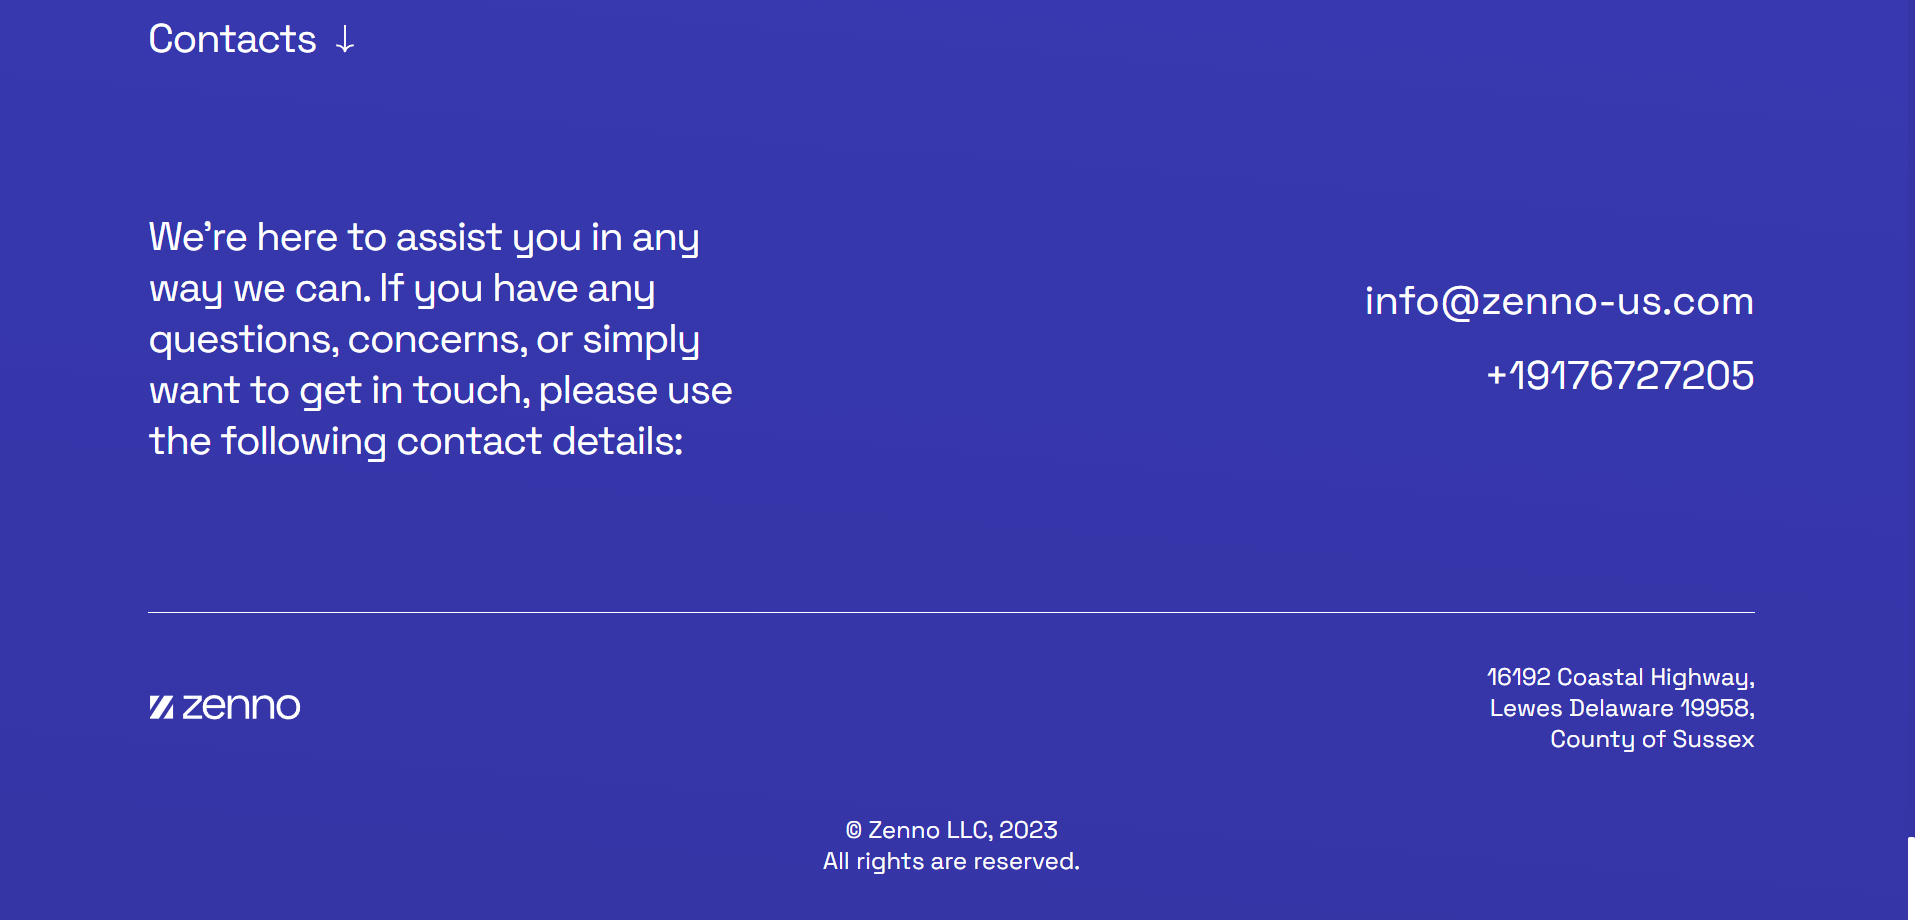 Contacts ↓
We’re here to assist you in any
way we can. If you have any
questions, concerns, or simply
want to get in touch, please use
the following contact details:
info@zenno-us.com
+19176727205
zenno
16192 Coastal Highway,
Lewes Delaware 19958,
County of Sussex
© Zenno LLC, 2023
All rights are reserved.